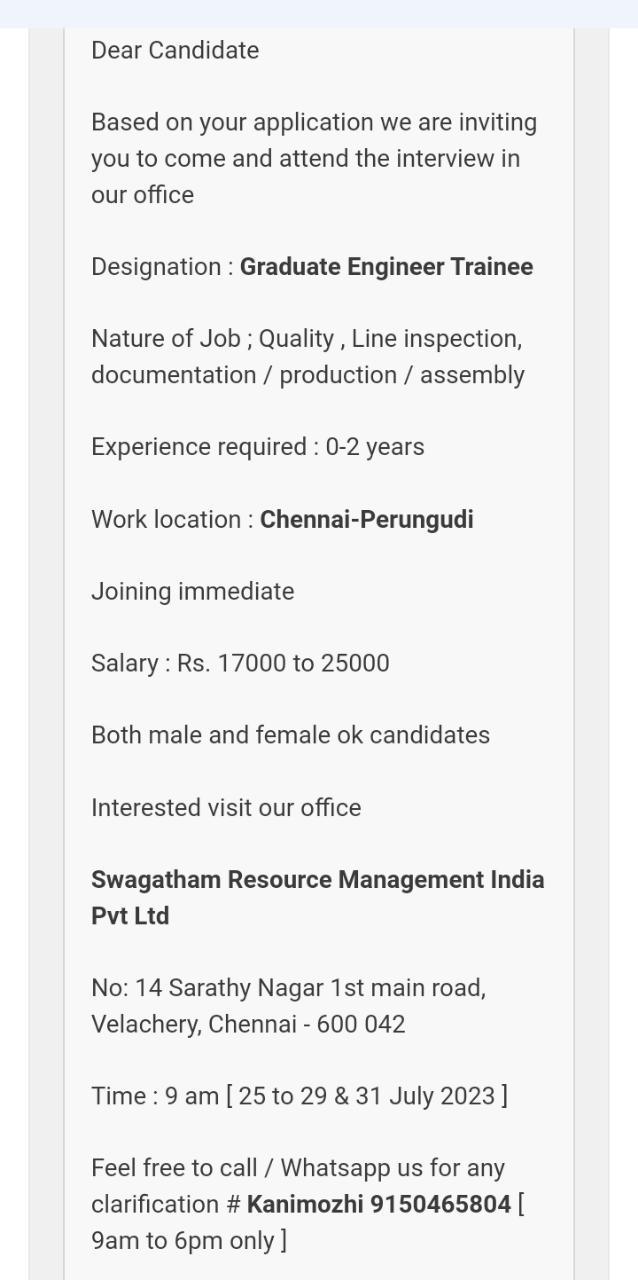 Dear Candidate
Based on your application we are inviting
you to come and attend the interview in
our office
Designation : Graduate Engineer Trainee
Nature of Job ; Quality , Line inspection,
documentation / production / assembly
Experience required : 0-2 years
Work location : Chennai-Perungudi
Joining immediate
Salary : Rs. 17000 to 25000
Both male and female ok candidates
Interested visit our office
Swagatham Resource Management India
Pvt Ltd
No: 14 Sarathy Nagar 1st main road,
Velachery, Chennai - 600 042
Time : 9 am [ 25 to 29 & 31 July 2023 ]
Feel free to call / Whatsapp us for any
clarification # Kanimozhi 9150465804 [
9am to 6pm only ]